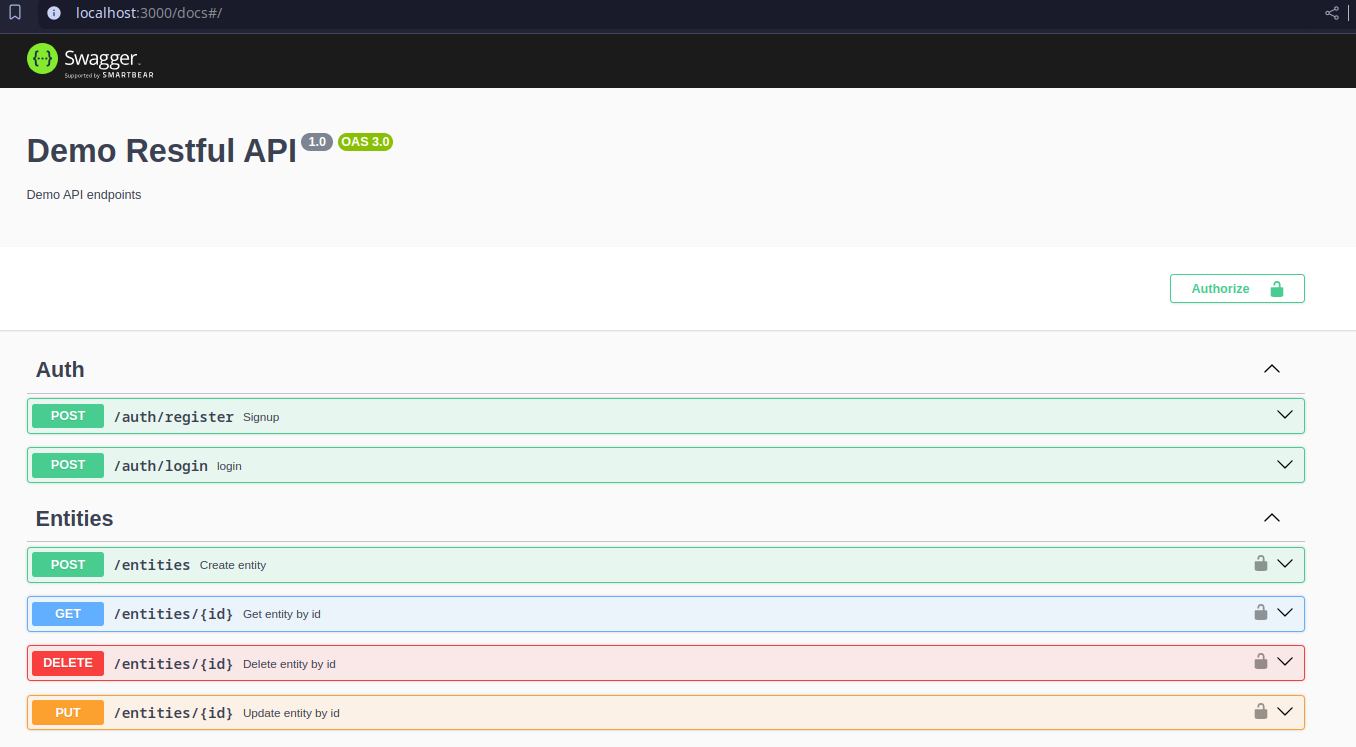 localhost:3000/docs#/
{···} Swagger.
Supported by SMARTBEAR
Demo Restful API 1.0 OAS 3.0
Demo API endpoints
Authorize
Auth
POST /auth/register Signup
POST /auth/login login
Entities
POST /entities Create entity
GET /entities/{id} Get entity by id
DELETE /entities/{id} Delete entity by id
PUT /entities/{id} Update entity by id